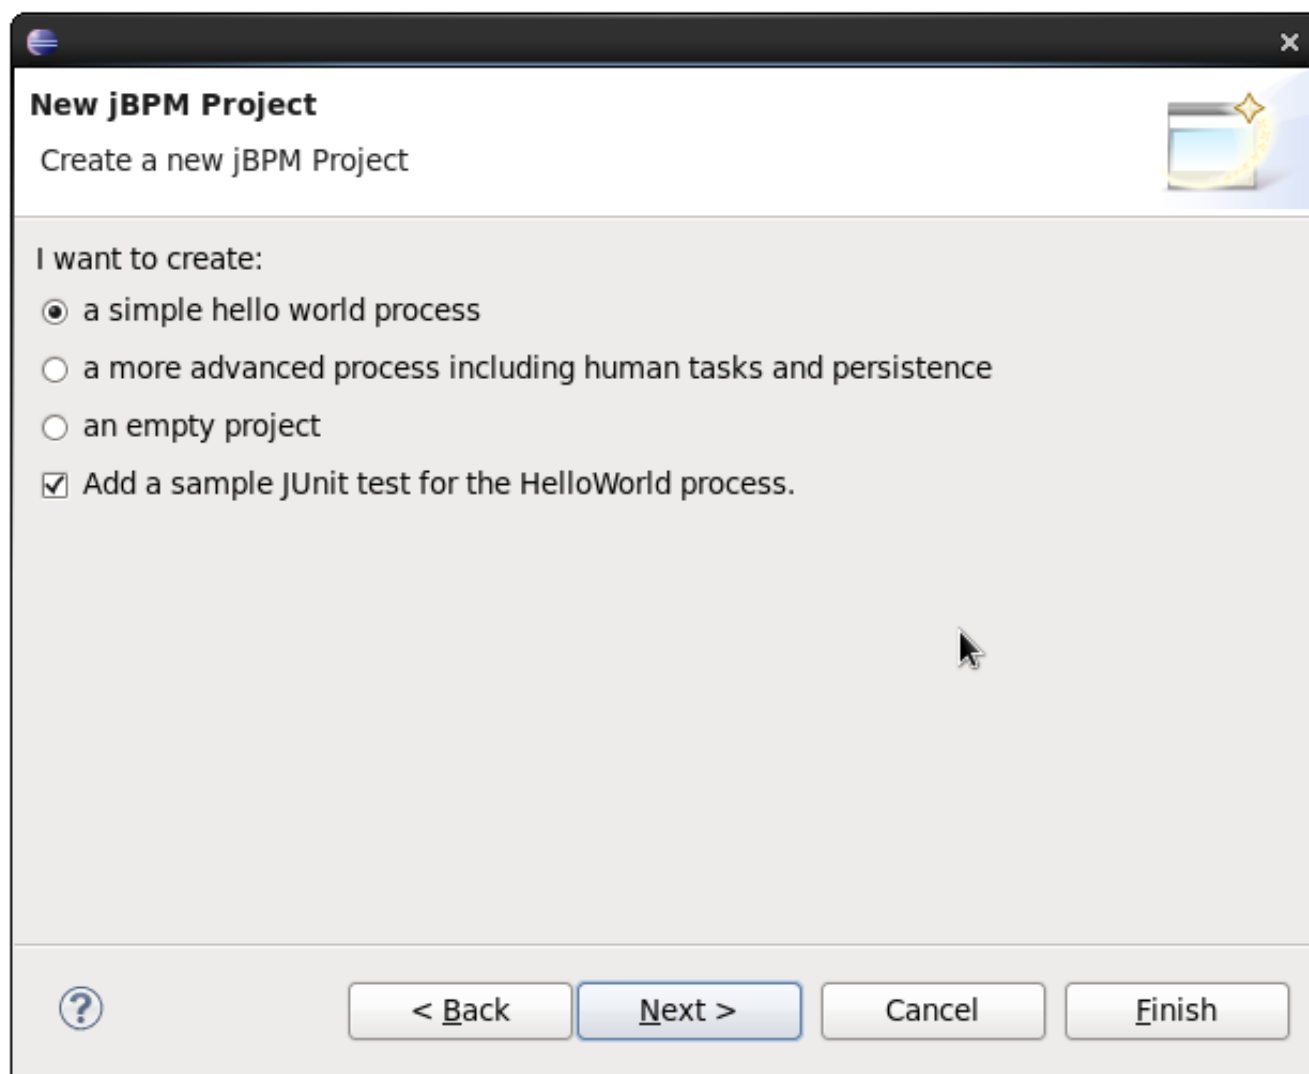 New jBPM Project
Create a new jBPM Project
I want to create:
a simple hello world process
a more advanced process including human tasks and persistence
an empty project
Add a sample JUnit test for the HelloWorld process.
? < Back Next > Cancel Finish